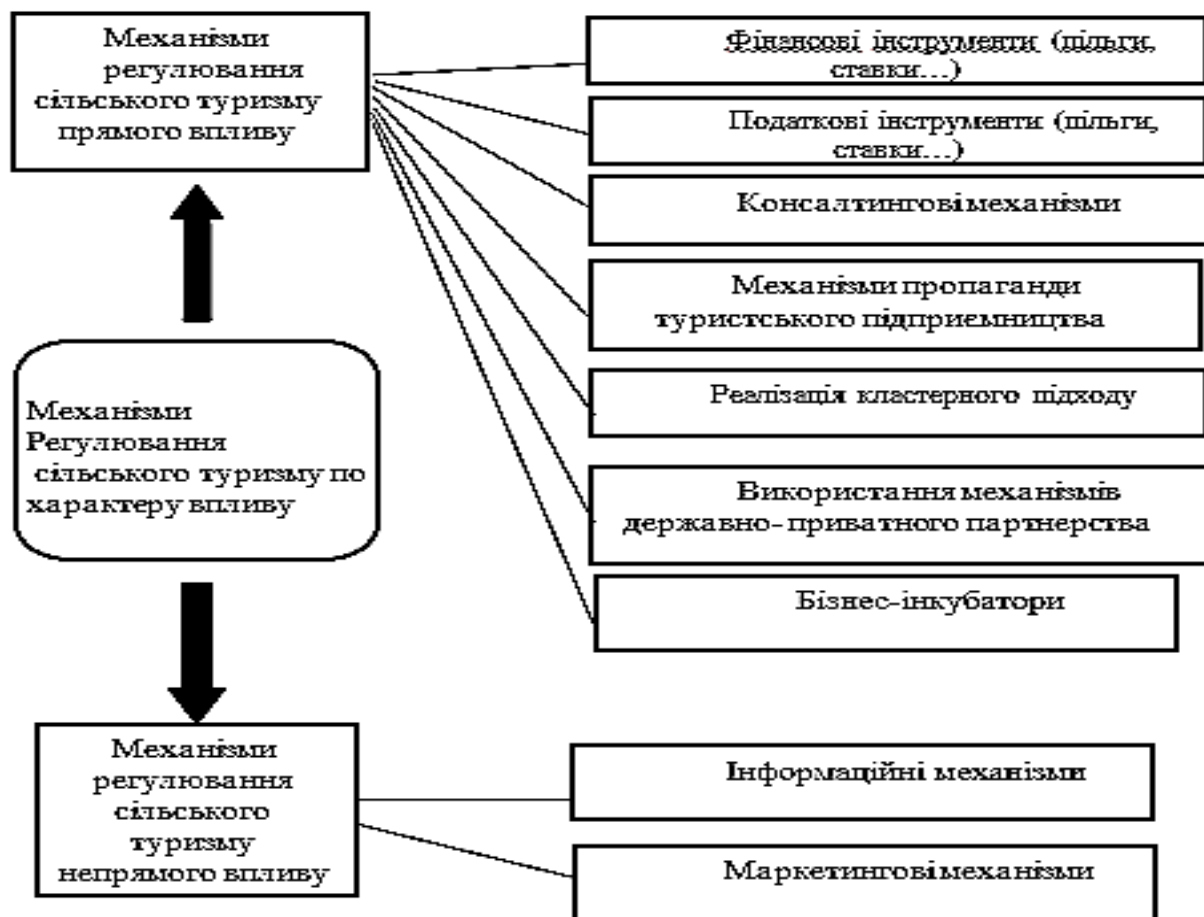 Механізми
регулювання
сільського туризму
прямого впливу
Фінансові інструменти (пільги,
ставки...)
Податкові інструменти (пільги,
ставки...)
Консалтингові механізми
Механізми пропаганди
туристського підприємництва
Реалізація кластерного підходу
Використання механізмів
державно-приватного партнерства
Бізнес-інкубатори
Механізми
Регулювання
сільського туризму по
характеру впливу
Механізми
регулювання
сільського
туризму
непрямого впливу
Інформаційні механізми
Маркетингові механізми